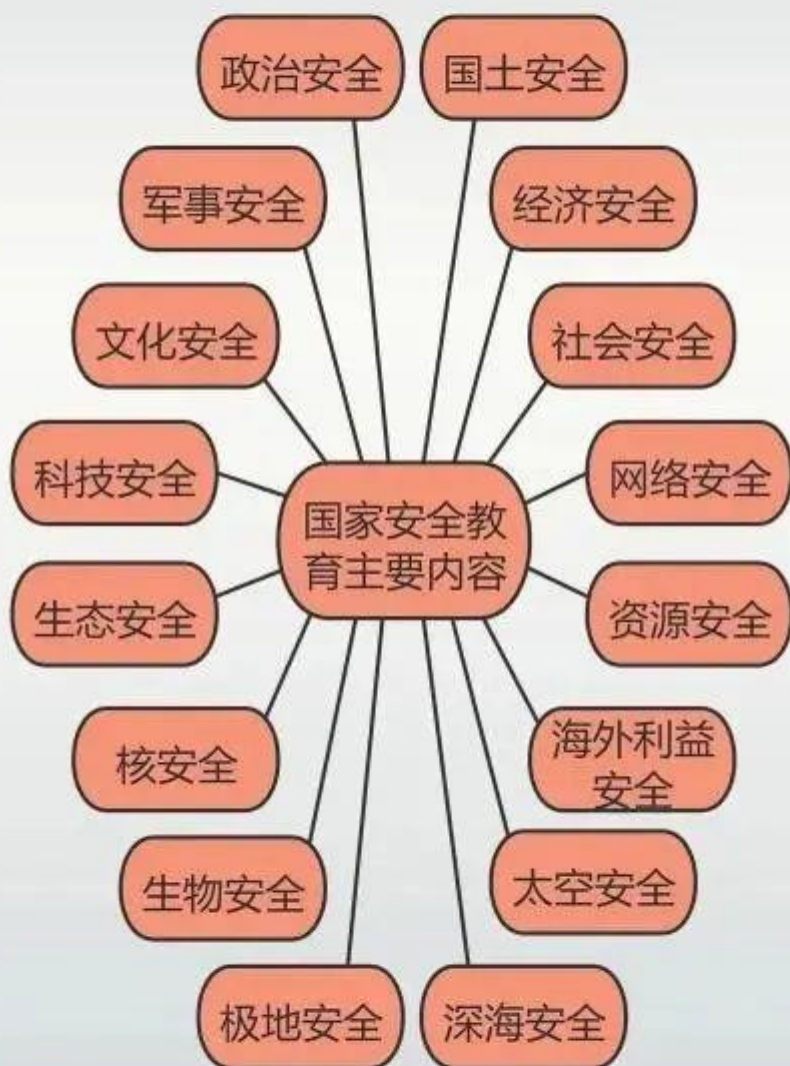 政治安全
国土安全
军事安全
经济安全
文化安全
社会安全
科技安全
网络安全
国家安全教
育主要内容
生态安全
资源安全
核安全
海外利益
安全
生物安全
太空安全
极地安全
深海安全